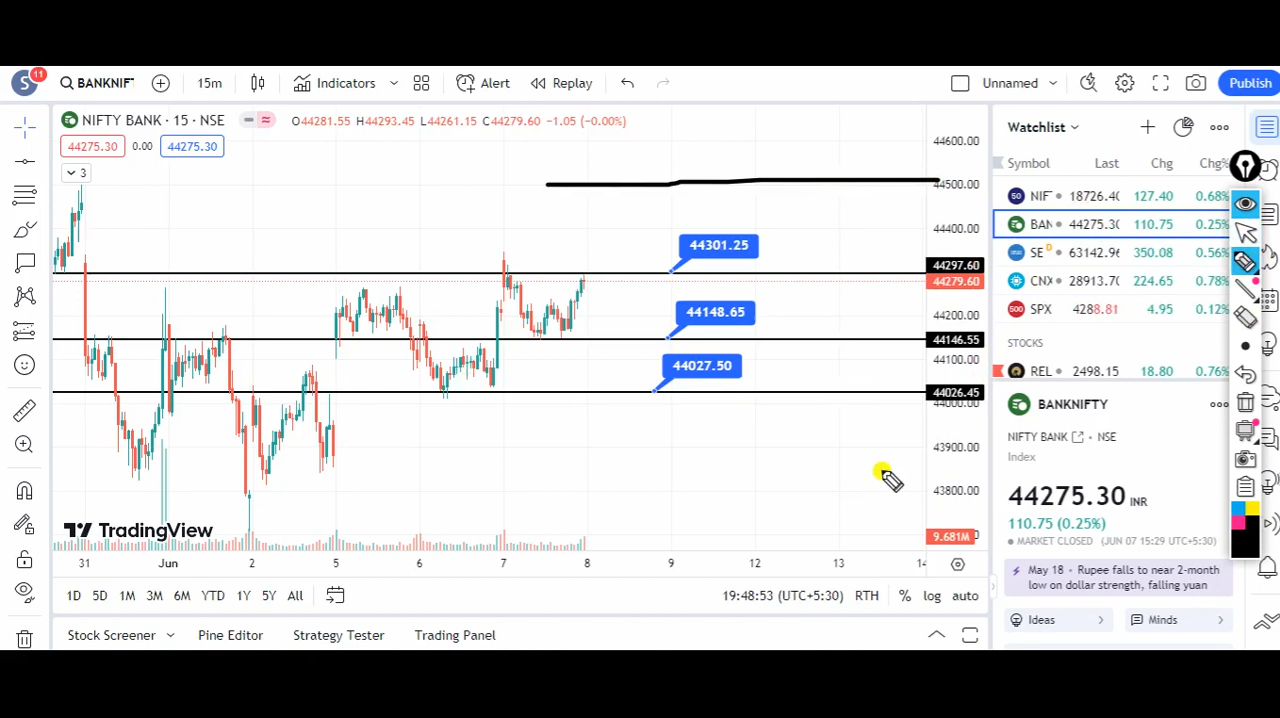 S 11 BANKNIF 15m Indicators Alert Replay Unnamed Publish
NIFTY BANK · 15 · NSE O44281.55 H44293.45 L44261.15 C44279.60 −1.05 (−0.00%)
44275.30 0.00 44275.30
3
44600.00
44500.00
44400.00
44301.25
44297.60
44279.60
44200.00
44148.65
44146.55
44100.00
44027.50
44026.45
44000.00
43900.00
43800.00
9.681M
TradingView
31 Jun 2 5 6 7 8 9 12 13 14
1D 5D 1M 3M 6M YTD 1Y 5Y All 19:48:53 (UTC+5:30) RTH % log auto
Stock Screener Pine Editor Strategy Tester Trading Panel
Watchlist
Symbol Last Chg Chg%
50 NIF 18726.4 127.40 0.68%
BAN 44275.30 110.75 0.25%
SE D 63142.96 350.08 0.56%
CNX 28913.70 224.65 0.78%
500 SPX 4288.81 4.95 0.12%
STOCKS
REL 2498.15 18.80 0.76%
BANKNIFTY
NIFTY BANK · NSE
Index
44275.30 INR
110.75 (0.25%)
MARKET CLOSED (JUN 07 15:29 UTC+5:30)
May 18 · Rupee falls to near 2-month
low on dollar strength, falling yuan
Ideas Minds